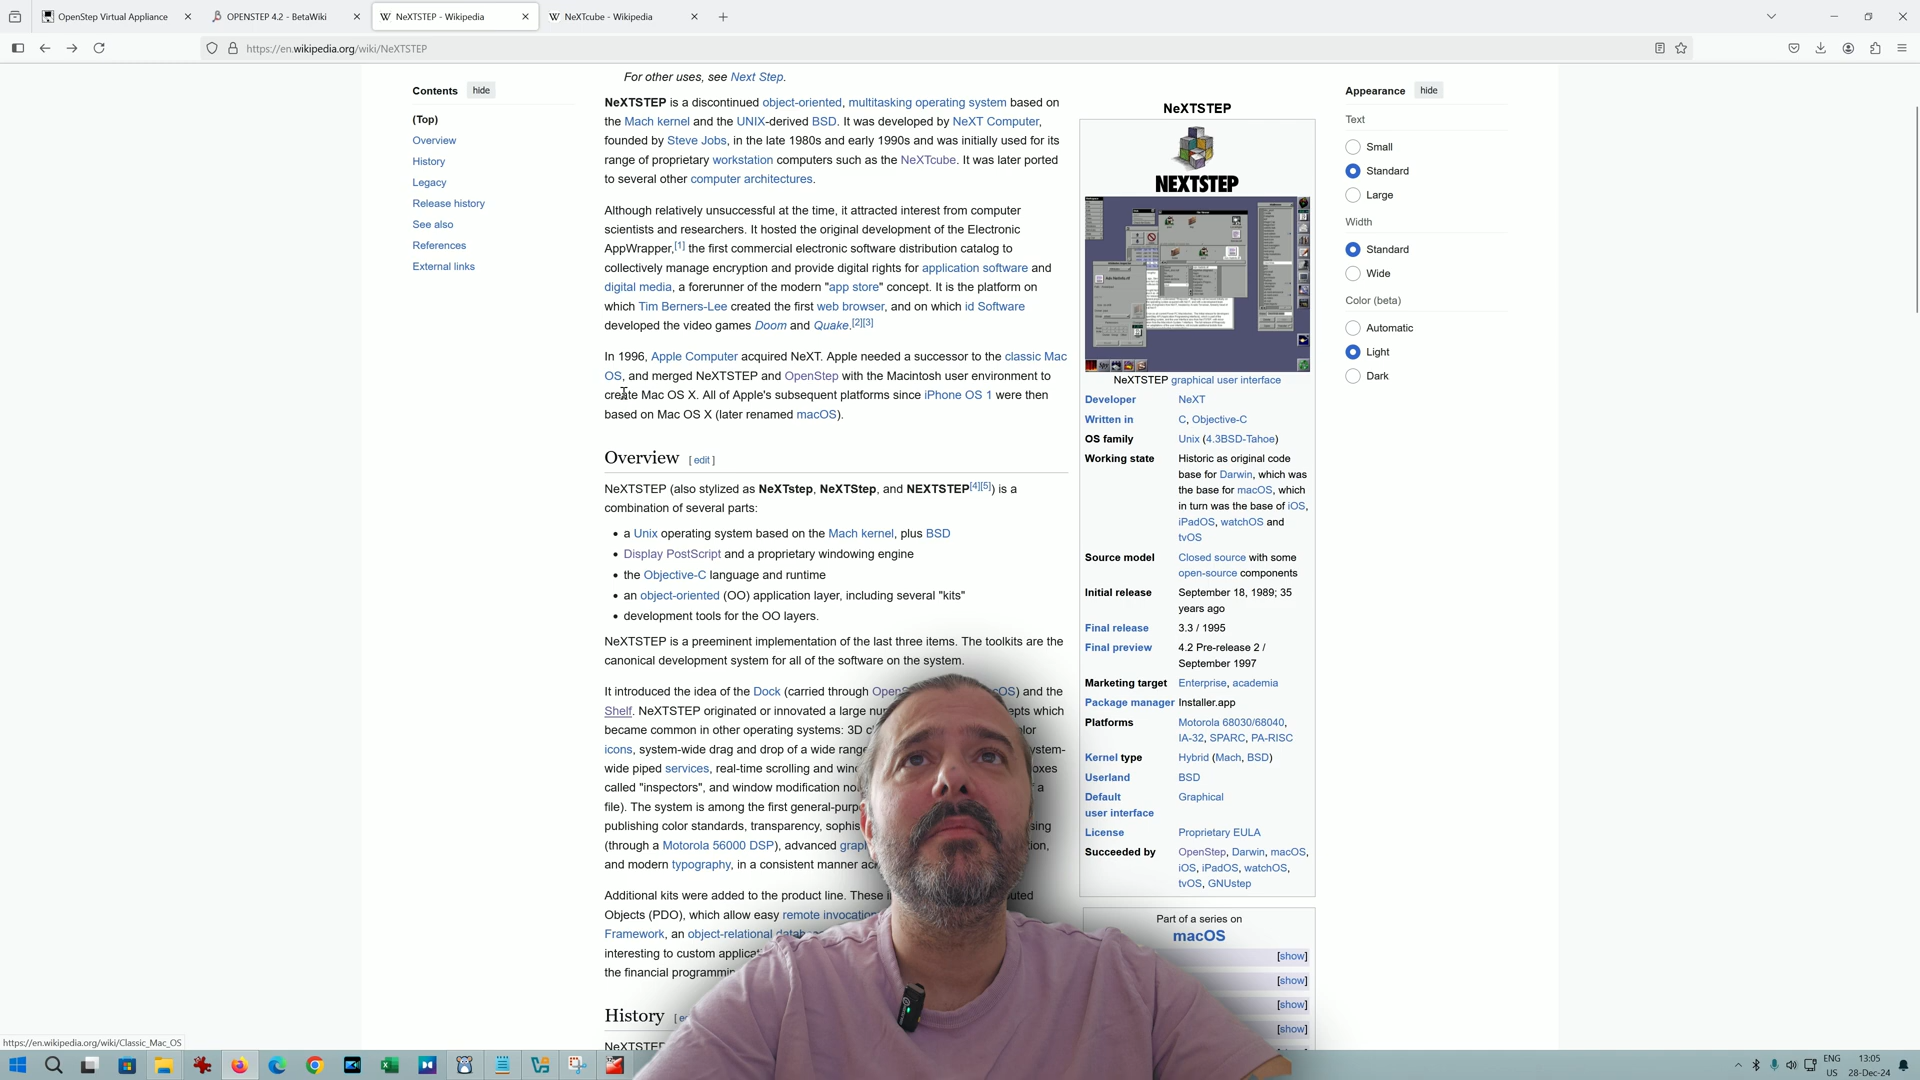 OpenStep Virtual Appliance
OPENSTEP 4.2 - BetaWiki
NeXTSTEP - Wikipedia
NeXTcube - Wikipedia
https://en.wikipedia.org/wiki/NeXTSTEP
Contents
hide
(Top)
Overview
History
Legacy
Release history
See also
References
External links
For other uses, see Next Step.
NeXTSTEP is a discontinued object-oriented, multitasking operating system based on
the Mach kernel and the UNIX-derived BSD. It was developed by NeXT Computer,
founded by Steve Jobs, in the late 1980s and early 1990s and was initially used for its
range of proprietary workstation computers such as the NeXTcube. It was later ported
to several other computer architectures.
Although relatively unsuccessful at the time, it attracted interest from computer
scientists and researchers. It hosted the original development of the Electronic
AppWrapper,[1] the first commercial electronic software distribution catalog to
collectively manage encryption and provide digital rights for application software and
digital media, a forerunner of the modern "app store" concept. It is the platform on
which Tim Berners-Lee created the first web browser, and on which id Software
developed the video games Doom and Quake.[2][3]
In 1996, Apple Computer acquired NeXT. Apple needed a successor to the classic Mac
OS, and merged NeXTSTEP and OpenStep with the Macintosh user environment to
create Mac OS X. All of Apple's subsequent platforms since iPhone OS 1 were then
based on Mac OS X (later renamed macOS).
Overview [ edit ]
NeXTSTEP (also stylized as NeXTstep, NeXTStep, and NEXTSTEP[4][5]) is a
combination of several parts:
• a Unix operating system based on the Mach kernel, plus BSD
• Display PostScript and a proprietary windowing engine
• the Objective-C language and runtime
• an object-oriented (OO) application layer, including several "kits"
• development tools for the OO layers.
NeXTSTEP is a preeminent implementation of the last three items. The toolkits are the
canonical development system for all of the software on the system.
It introduced the idea of the Dock (carried through and the
Shelf. NeXTSTEP originated or innovated a large which
became common in other operating systems: 3D
icons, system-wide drag and drop of a wide
wide piped services, real-time scrolling and
called "inspectors", and window modification a
file). The system is among the first
publishing color standards, transparency,
(through a Motorola 56000 DSP), advanced
and modern typography, in a consistent manner
Additional kits were added to the product line. These
Objects (PDO), which allow easy remote
Framework, an object-relational
interesting to custom
the financial
History
NeXTSTEP
NeXTSTEP
NEXTSTEP
NeXTSTEP graphical user interface
Developer NeXT
Written in C, Objective-C
OS family Unix (4.3BSD-Tahoe)
Working state Historic as original code
base for Darwin, which was
the base for macOS, which
in turn was the base of iOS,
iPadOS, watchOS and
tvOS
Source model Closed source with some
open-source components
Initial release September 18, 1989; 35
years ago
Final release 3.3 / 1995
Final preview 4.2 Pre-release 2 /
September 1997
Marketing target Enterprise, academia
Package manager Installer.app
Platforms Motorola 68030/68040,
IA-32, SPARC, PA-RISC
Kernel type Hybrid (Mach, BSD)
Userland BSD
Default Graphical
user interface
License Proprietary EULA
Succeeded by OpenStep, Darwin, macOS,
iOS, iPadOS, watchOS,
tvOS, GNUstep
Part of a series on
macOS
[show]
[show]
[show]
[show]
Appearance
hide
Text
Small
Standard
Large
Width
Standard
Wide
Color (beta)
Automatic
Light
Dark
https://en.wikipedia.org/wiki/Classic_Mac_OS
ENG
US
13:05
28-Dec-24